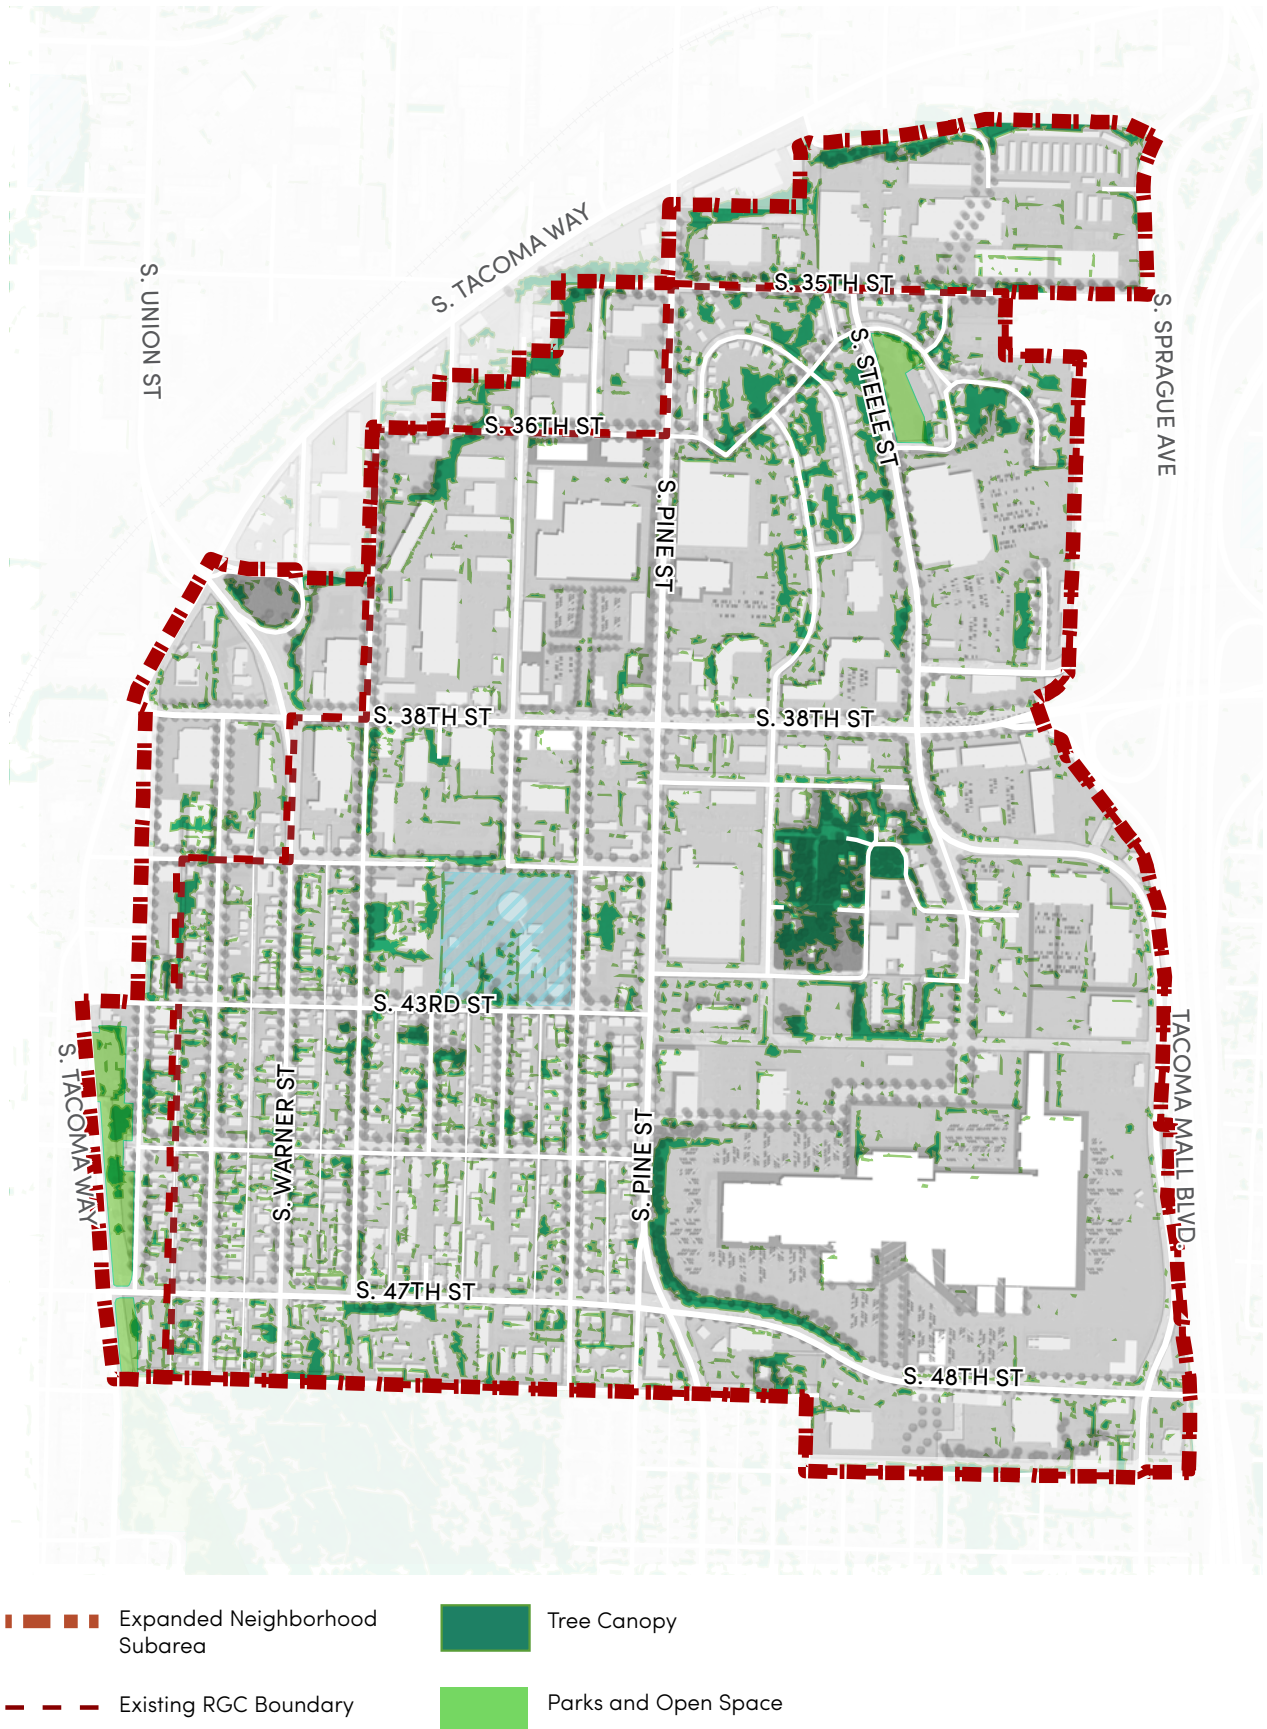 S. TACOMA WAY
S. UNION ST
S. 35TH ST
S. SPRAGUE AVE
S. STEELE ST
S. 36TH ST
S. PINE ST
S. 38TH ST
S. 38TH ST
S. 43RD ST
S. TACOMA WAY
S. WARNER ST
S. PINE ST
TACOMA MALL BLVD.
S. 47TH ST
S. 48TH ST
Expanded Neighborhood
Subarea
Tree Canopy
Existing RGC Boundary
Parks and Open Space